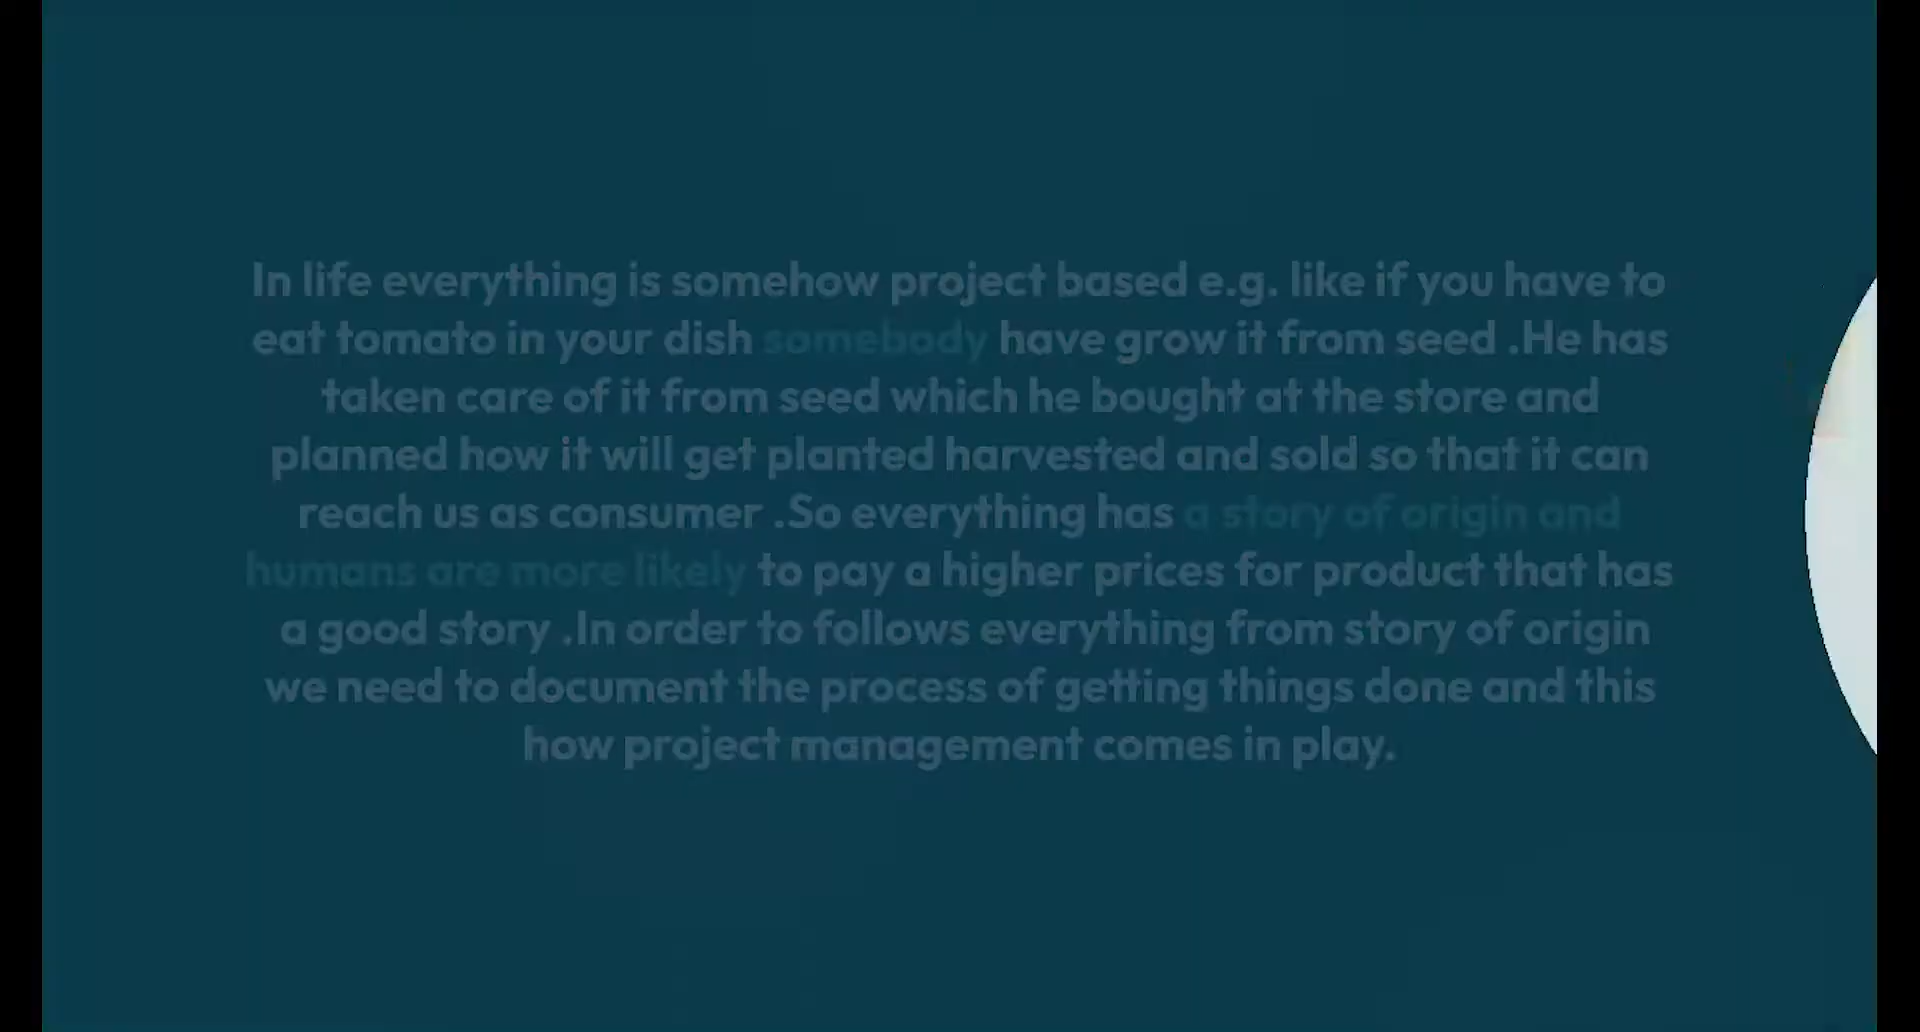 In life everything is somehow project based e.g. like if you have to
eat tomato in your dish somebody have grow it from seed .He has
taken care of it from seed which he bought at the store and
planned how it will get planted harvested and sold so that it can
reach us as consumer .So everything has a story of origin and
humans are more likely to pay a higher prices for product that has
a good story .In order to follows everything from story of origin
we need to document the process of getting things done and this
how project management comes in play.